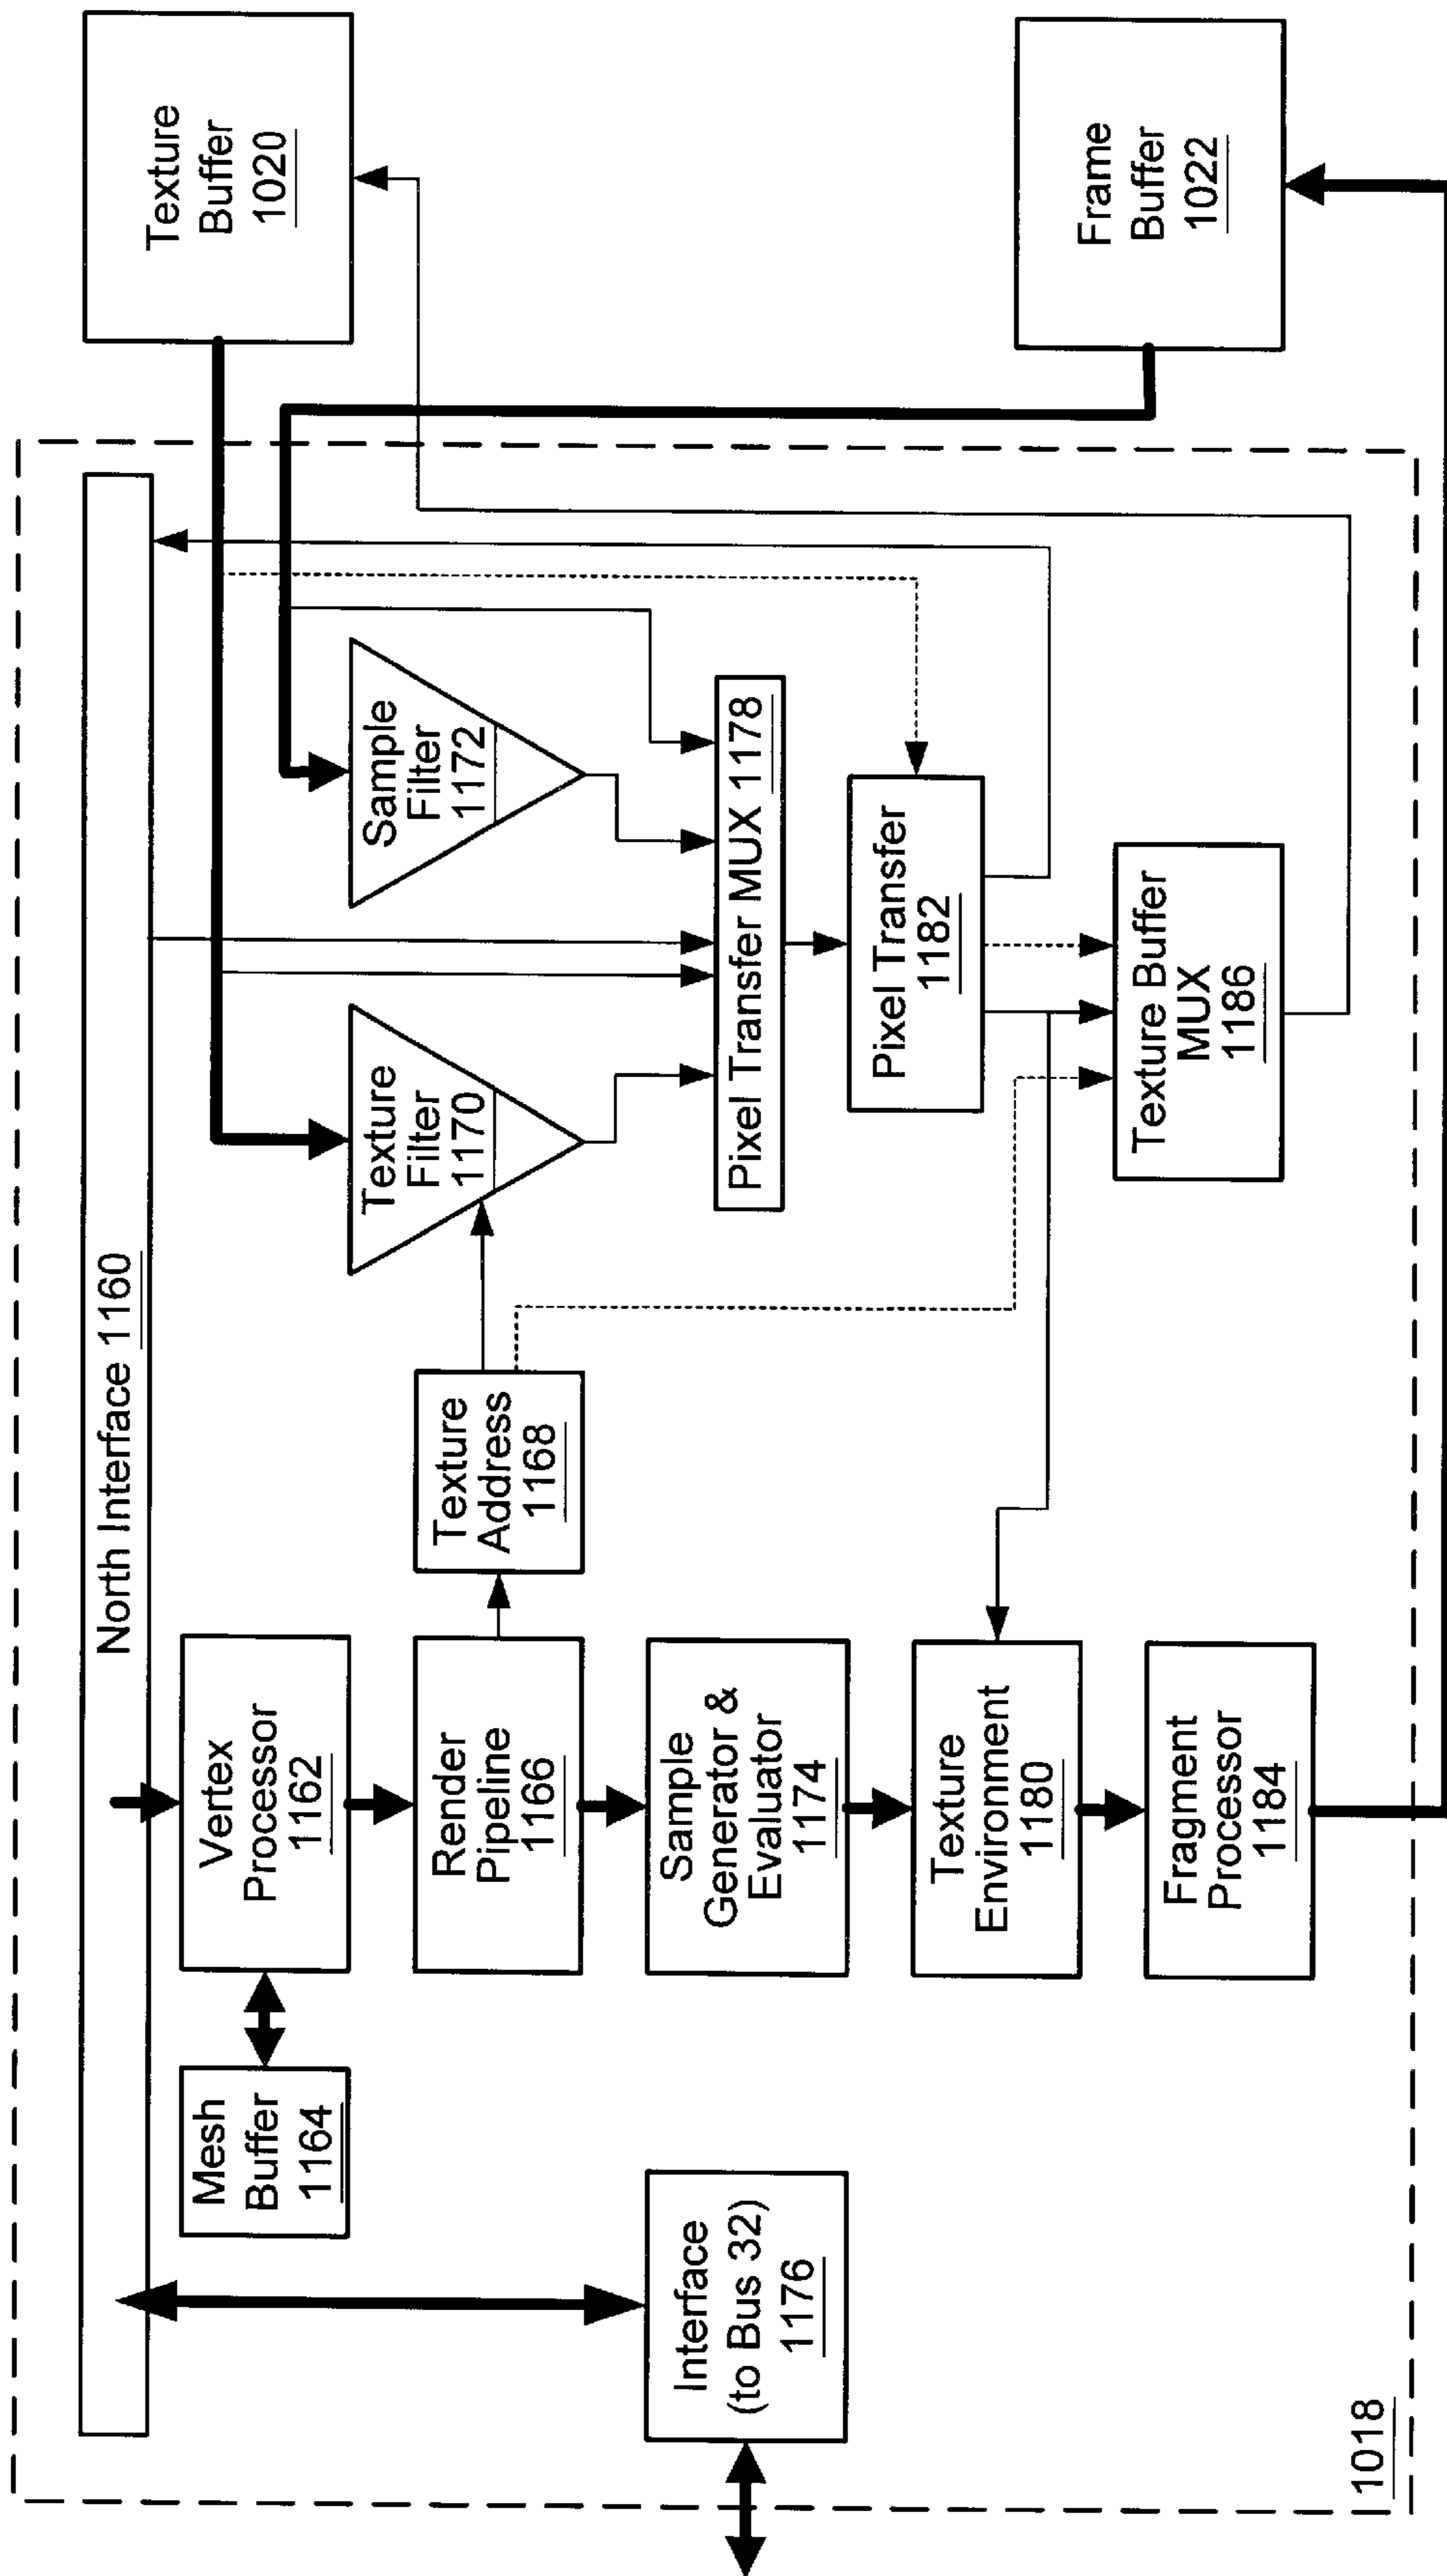 North Interface 1160
Texture
Buffer
1020
Mesh
Buffer
1164
Vertex
Processor
1162
Render
Pipeline
1166
Texture
Address
1168
Texture
Filter
1170
Sample
Filter
1172
Interface
(to Bus 32)
1176
Sample
Generator &
Evaluator
1174
Pixel Transfer MUX 1178
Texture
Environment
1180
Pixel Transfer
1182
Fragment
Processor
1184
Texture Buffer
MUX
1186
Frame
Buffer
1022
1018